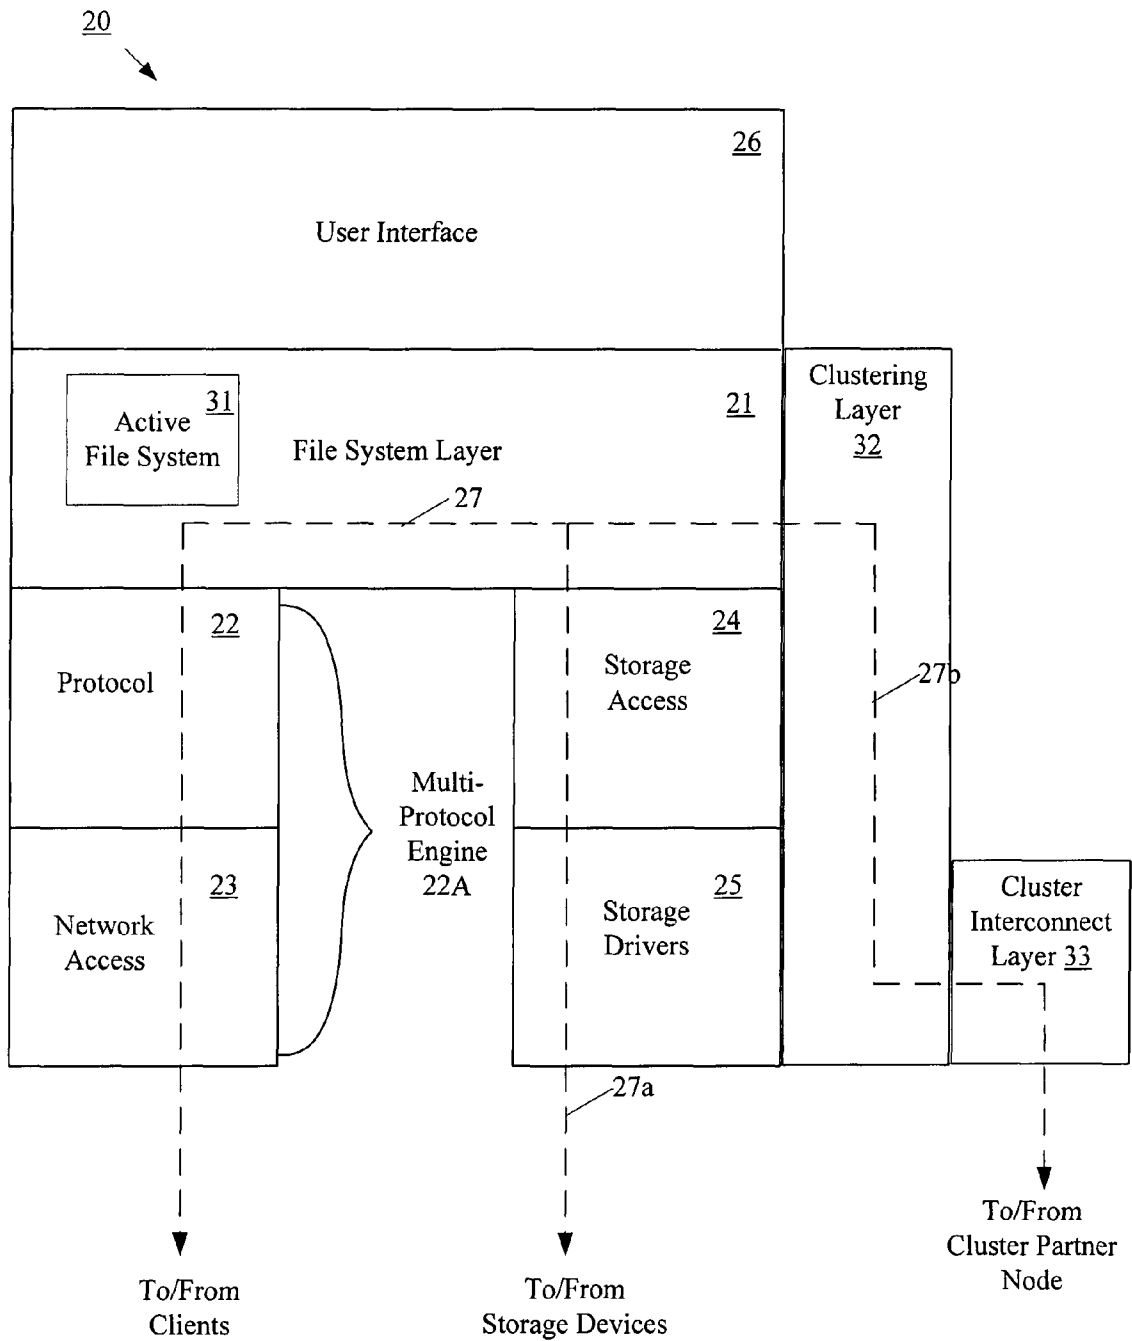 20
26
User Interface
Active
File System
31
File System Layer
21
Clustering
Layer
32
27
22
Protocol
24
Storage
Access
27b
Multi-
Protocol
Engine
22A
23
Network
Access
25
Storage
Drivers
Cluster
Interconnect
Layer 33
27a
To/From
Clients
To/From
Storage Devices
To/From
Cluster Partner
Node